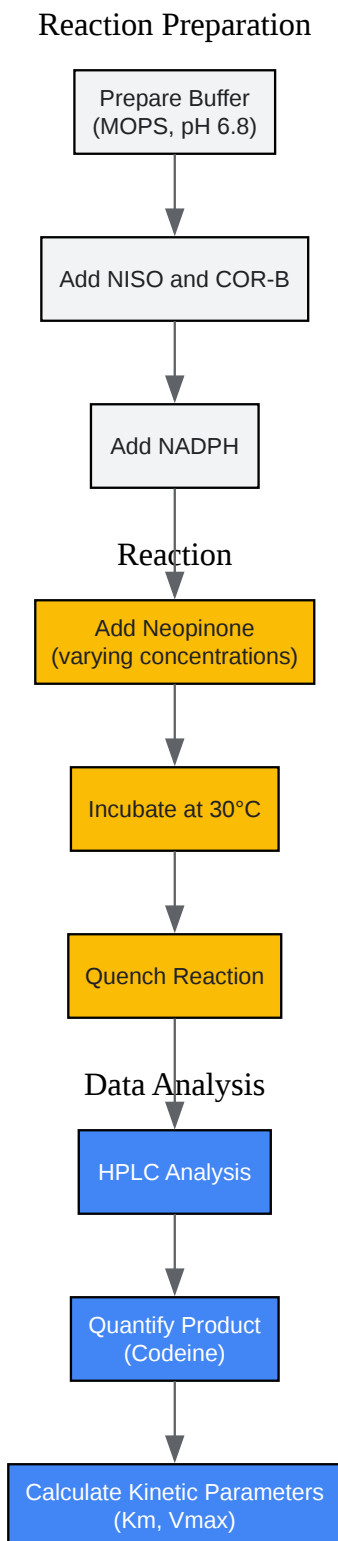 Reaction Preparation
Prepare Buffer
(MOPS, pH 6.8)
Add NISO and COR-B
Add NADPH
Reaction
Add Neopinone
(varying concentrations)
Incubate at 30°C
Quench Reaction
Data Analysis
HPLC Analysis
Quantify Product
(Codeine)
Calculate Kinetic Parameters
(Km, Vmax)